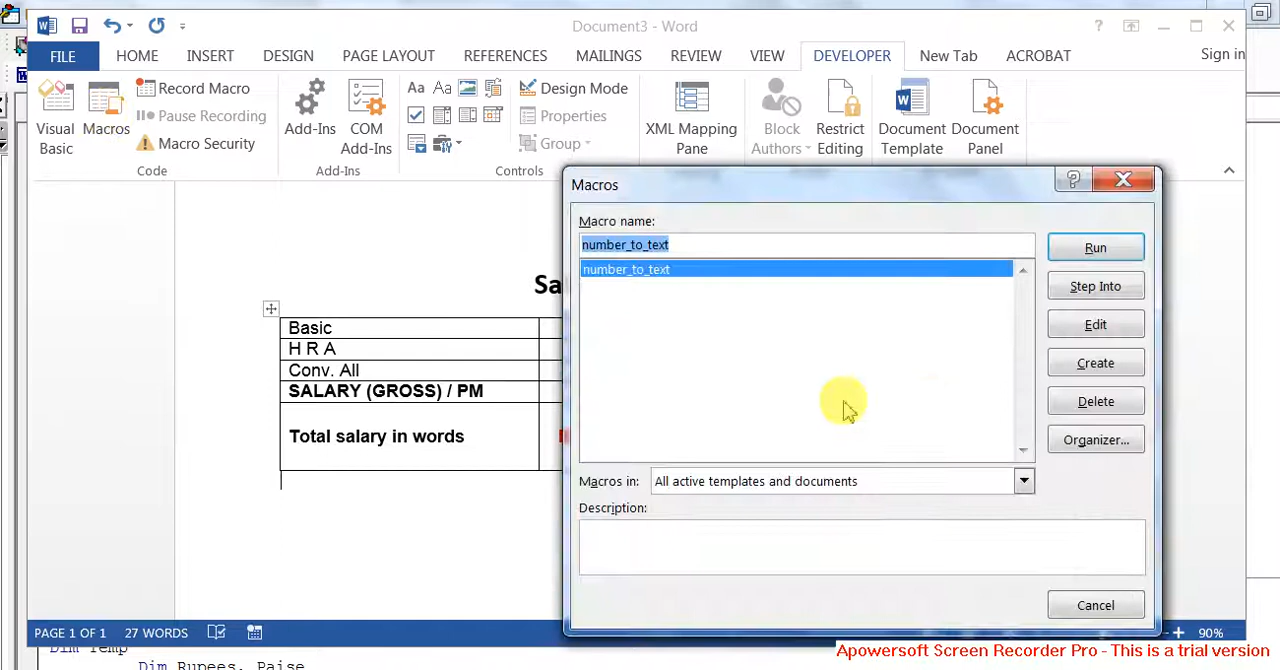 Document3 - Word
?
FILE
HOME
INSERT
DESIGN
PAGE LAYOUT
REFERENCES
MAILINGS
REVIEW
VIEW
DEVELOPER
New Tab
ACROBAT
Sign in
Visual Basic
Macros
Record Macro
Pause Recording
Macro Security
Code
Add-Ins
COM Add-Ins
Add-Ins
Aa Aa
Design Mode
Properties
Group
Controls
XML Mapping Pane
Block Authors
Restrict Editing
Document Template
Document Panel
Macros
?
Macro name:
number_to_text
number_to_text
Run
Step Into
Edit
Create
Delete
Organizer...
Macros in:
All active templates and documents
Description:
Cancel
Sa
Basic
H R A
Conv. All
SALARY (GROSS) / PM
Total salary in words
PAGE 1 OF 1
27 WORDS
90%
Dim Temp
Dim Rupees, Paise
Apowersoft Screen Recorder Pro - This is a trial version